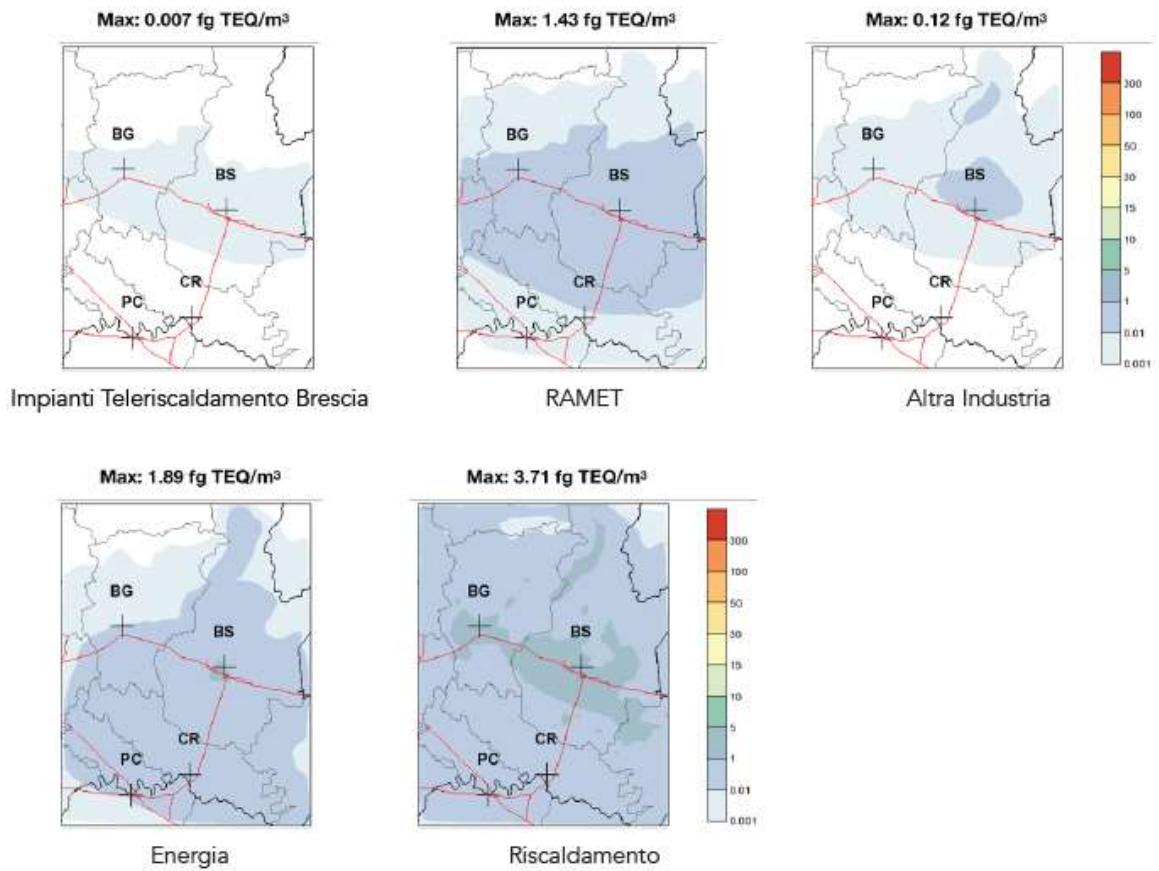 Max: 0.007 fg TEQ/m³
Max: 1.43 fg TEQ/m³
Max: 0.12 fg TEQ/m³
BG
BS
CR
PC
BG
BS
CR
PC
BG
BS
CR
PC
300
100
50
30
15
10
5
1
0.01
0.001
Impianti Teleriscaldamento Brescia
RAMET
Altra Industria
Max: 1.89 fg TEQ/m³
Max: 3.71 fg TEQ/m³
BG
BS
CR
PC
BG
BS
CR
PC
300
100
50
30
15
10
5
1
0.01
0.001
Energia
Riscaldamento